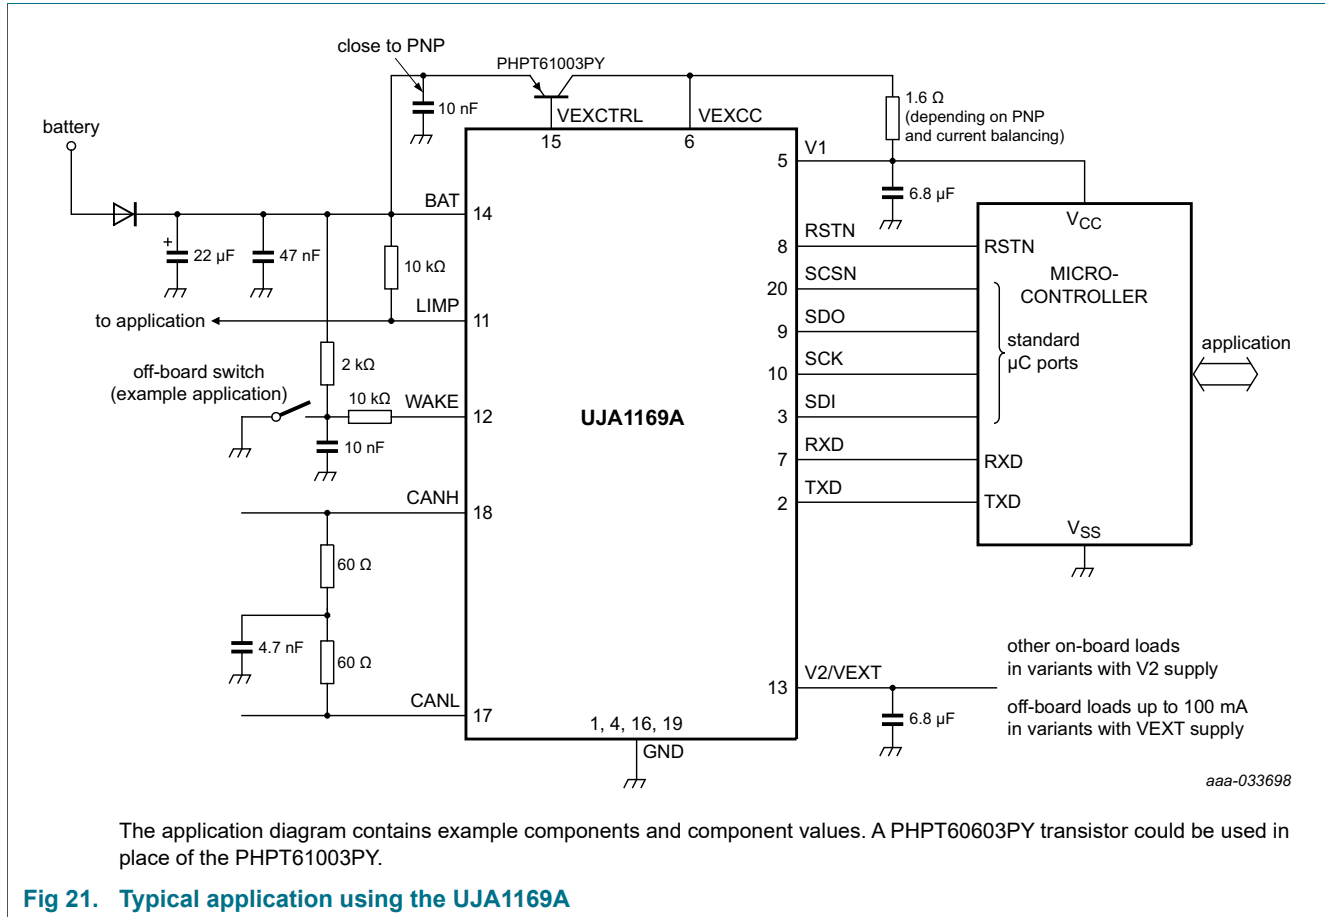 close to PNP
PHPT61003PY
10 nF
1.6 Ω
(depending on PNP
and current balancing)
battery
VEXCTRL
VEXCC
15
6
5
V1
6.8 μF
BAT
14
+
22 μF
47 nF
10 kΩ
VCC
RSTN
8
RSTN
MICRO-
CONTROLLER
SCSN
20
to application
LIMP
11
SDO
9
standard
μC ports
application
2 kΩ
off-board switch
(example application)
SCK
10
10 kΩ
WAKE
12
UJA1169A
SDI
3
10 nF
RXD
7
RXD
CANH
18
TXD
2
TXD
VSS
60 Ω
4.7 nF
60 Ω
other on-board loads
in variants with V2 supply
V2/VEXT
13
off-board loads up to 100 mA
in variants with VEXT supply
CANL
17
1, 4, 16, 19
GND
6.8 μF
aaa-033698
The application diagram contains example components and component values. A PHPT60603PY transistor could be used in
place of the PHPT61003PY.
Fig 21. Typical application using the UJA1169A